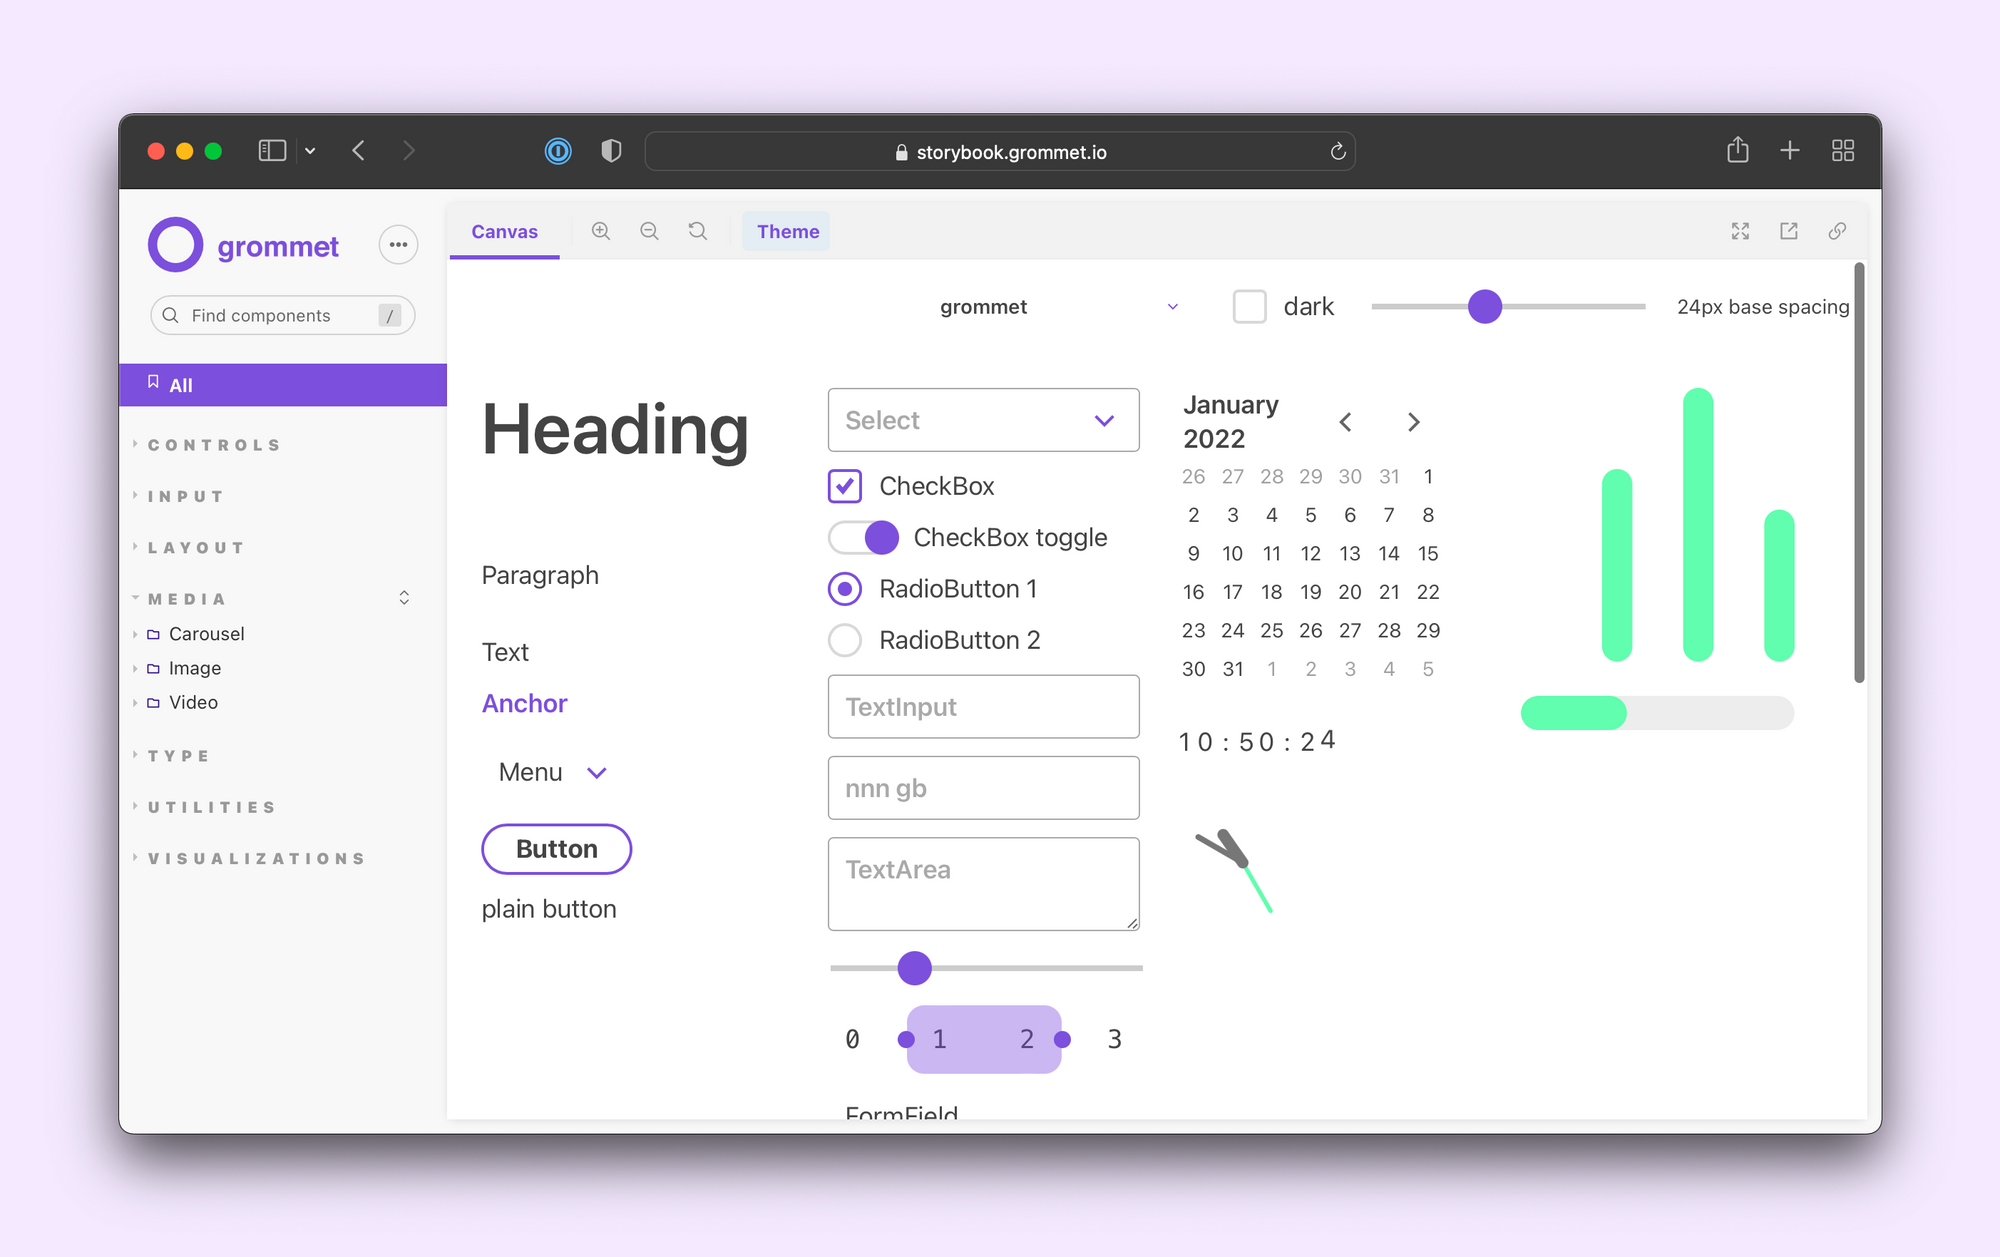 storybook.grommet.io
grommet
Find components
/
All
CONTROLS
INPUT
LAYOUT
MEDIA
Carousel
Image
Video
TYPE
UTILITIES
VISUALIZATIONS
Canvas
Theme
grommet
dark
24px base spacing
Heading
Paragraph
Text
Anchor
Menu
Button
plain button
Select
CheckBox
CheckBox toggle
RadioButton 1
RadioButton 2
TextInput
nnn gb
TextArea
0 1 2 3
FormField
January
2022
26 27 28 29 30 31 1
2 3 4 5 6 7 8
9 10 11 12 13 14 15
16 17 18 19 20 21 22
23 24 25 26 27 28 29
30 31 1 2 3 4 5
10:50:24